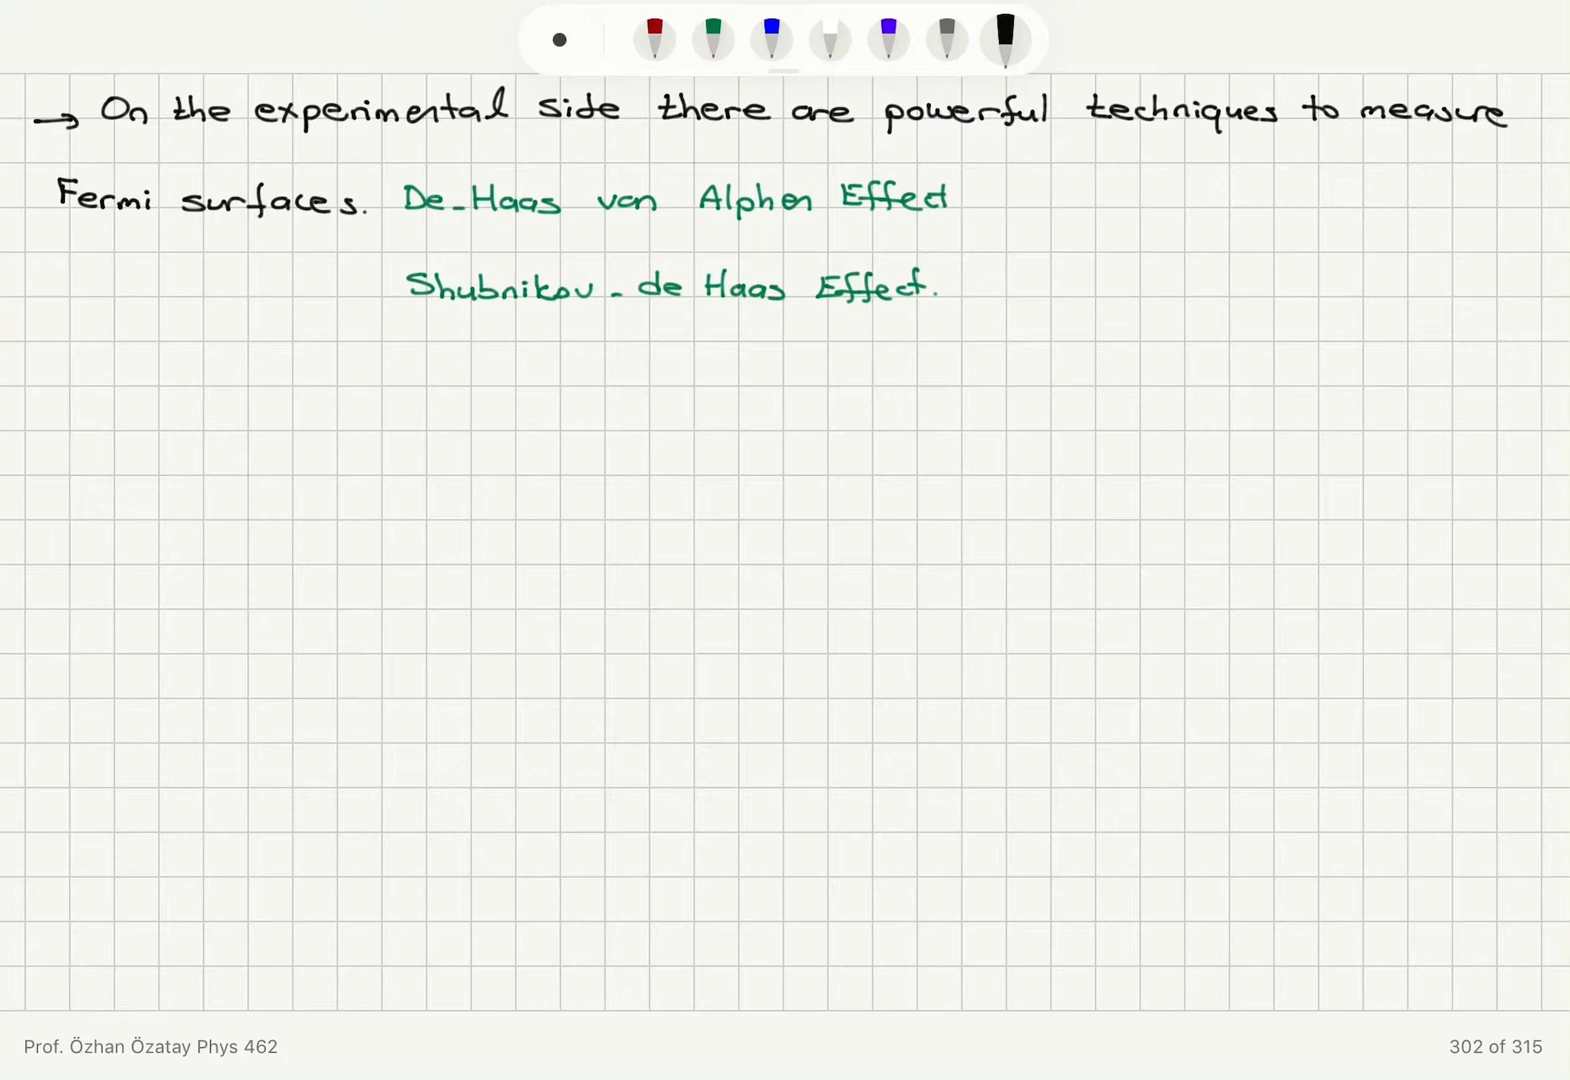 → On the experimental side there are powerful techniques to measure
Fermi surfaces. De-Haas van Alphen Effect
Shubnikov - de Haas Effect.
Prof. Özhan Özatay Phys 462
302 of 315